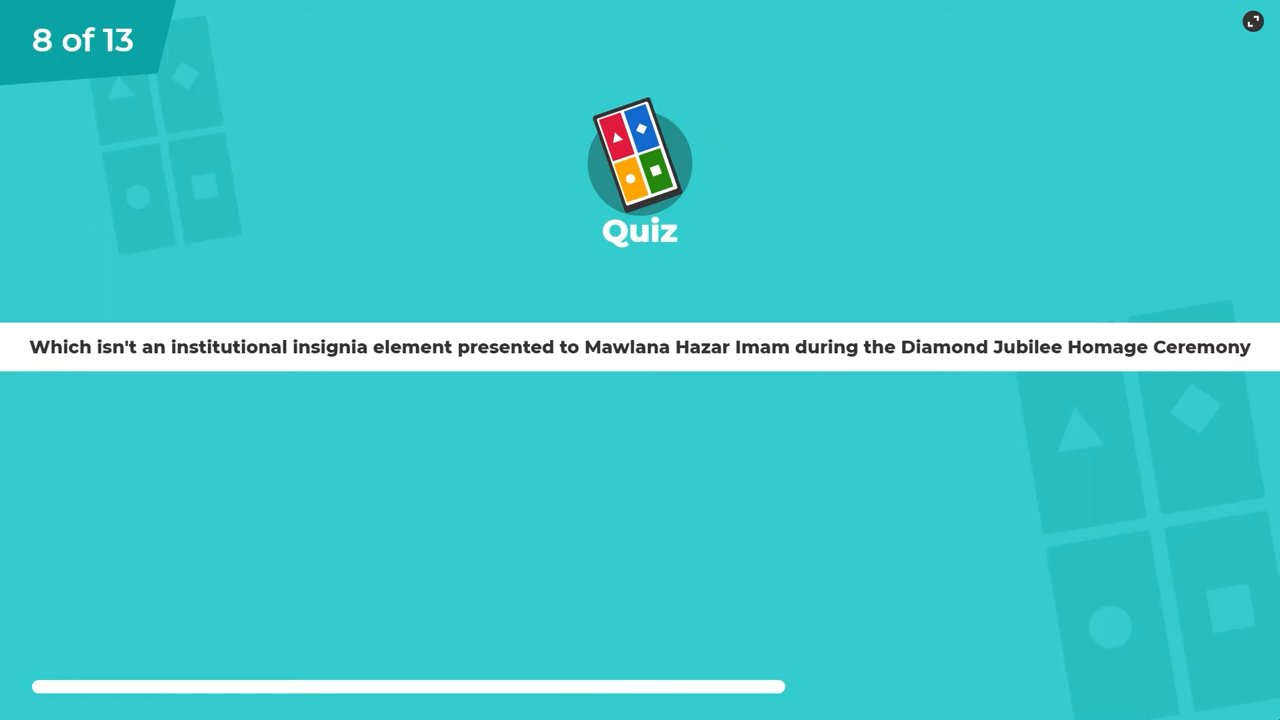 8 of 13
Quiz
Which isn't an institutional insignia element presented to Mawlana Hazar Imam during the Diamond Jubilee Homage Ceremony